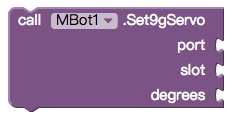 call MBot1 .Set9gServo
port
slot
degrees